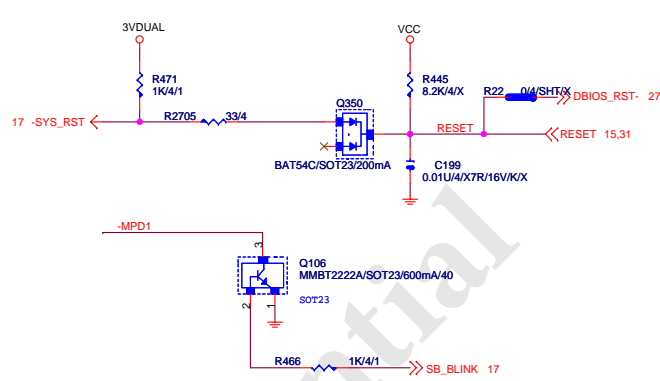 3VDUAL
VCC
R471
1K/4/1
R445
8.2K/4/X
R22 0/4/SHT/X
DBIOS_RST- 27
Q350
17 -SYS_RST
R2705 33/4
RESET
RESET 15,31
BAT54C/SOT23/200mA
C199
0.01U/4/X7R/16V/K/X
-MPD1
3
Q106
MMBT2222A/SOT23/600mA/40
SOT23
2
1
R466 1K/4/1
SB_BLINK 17